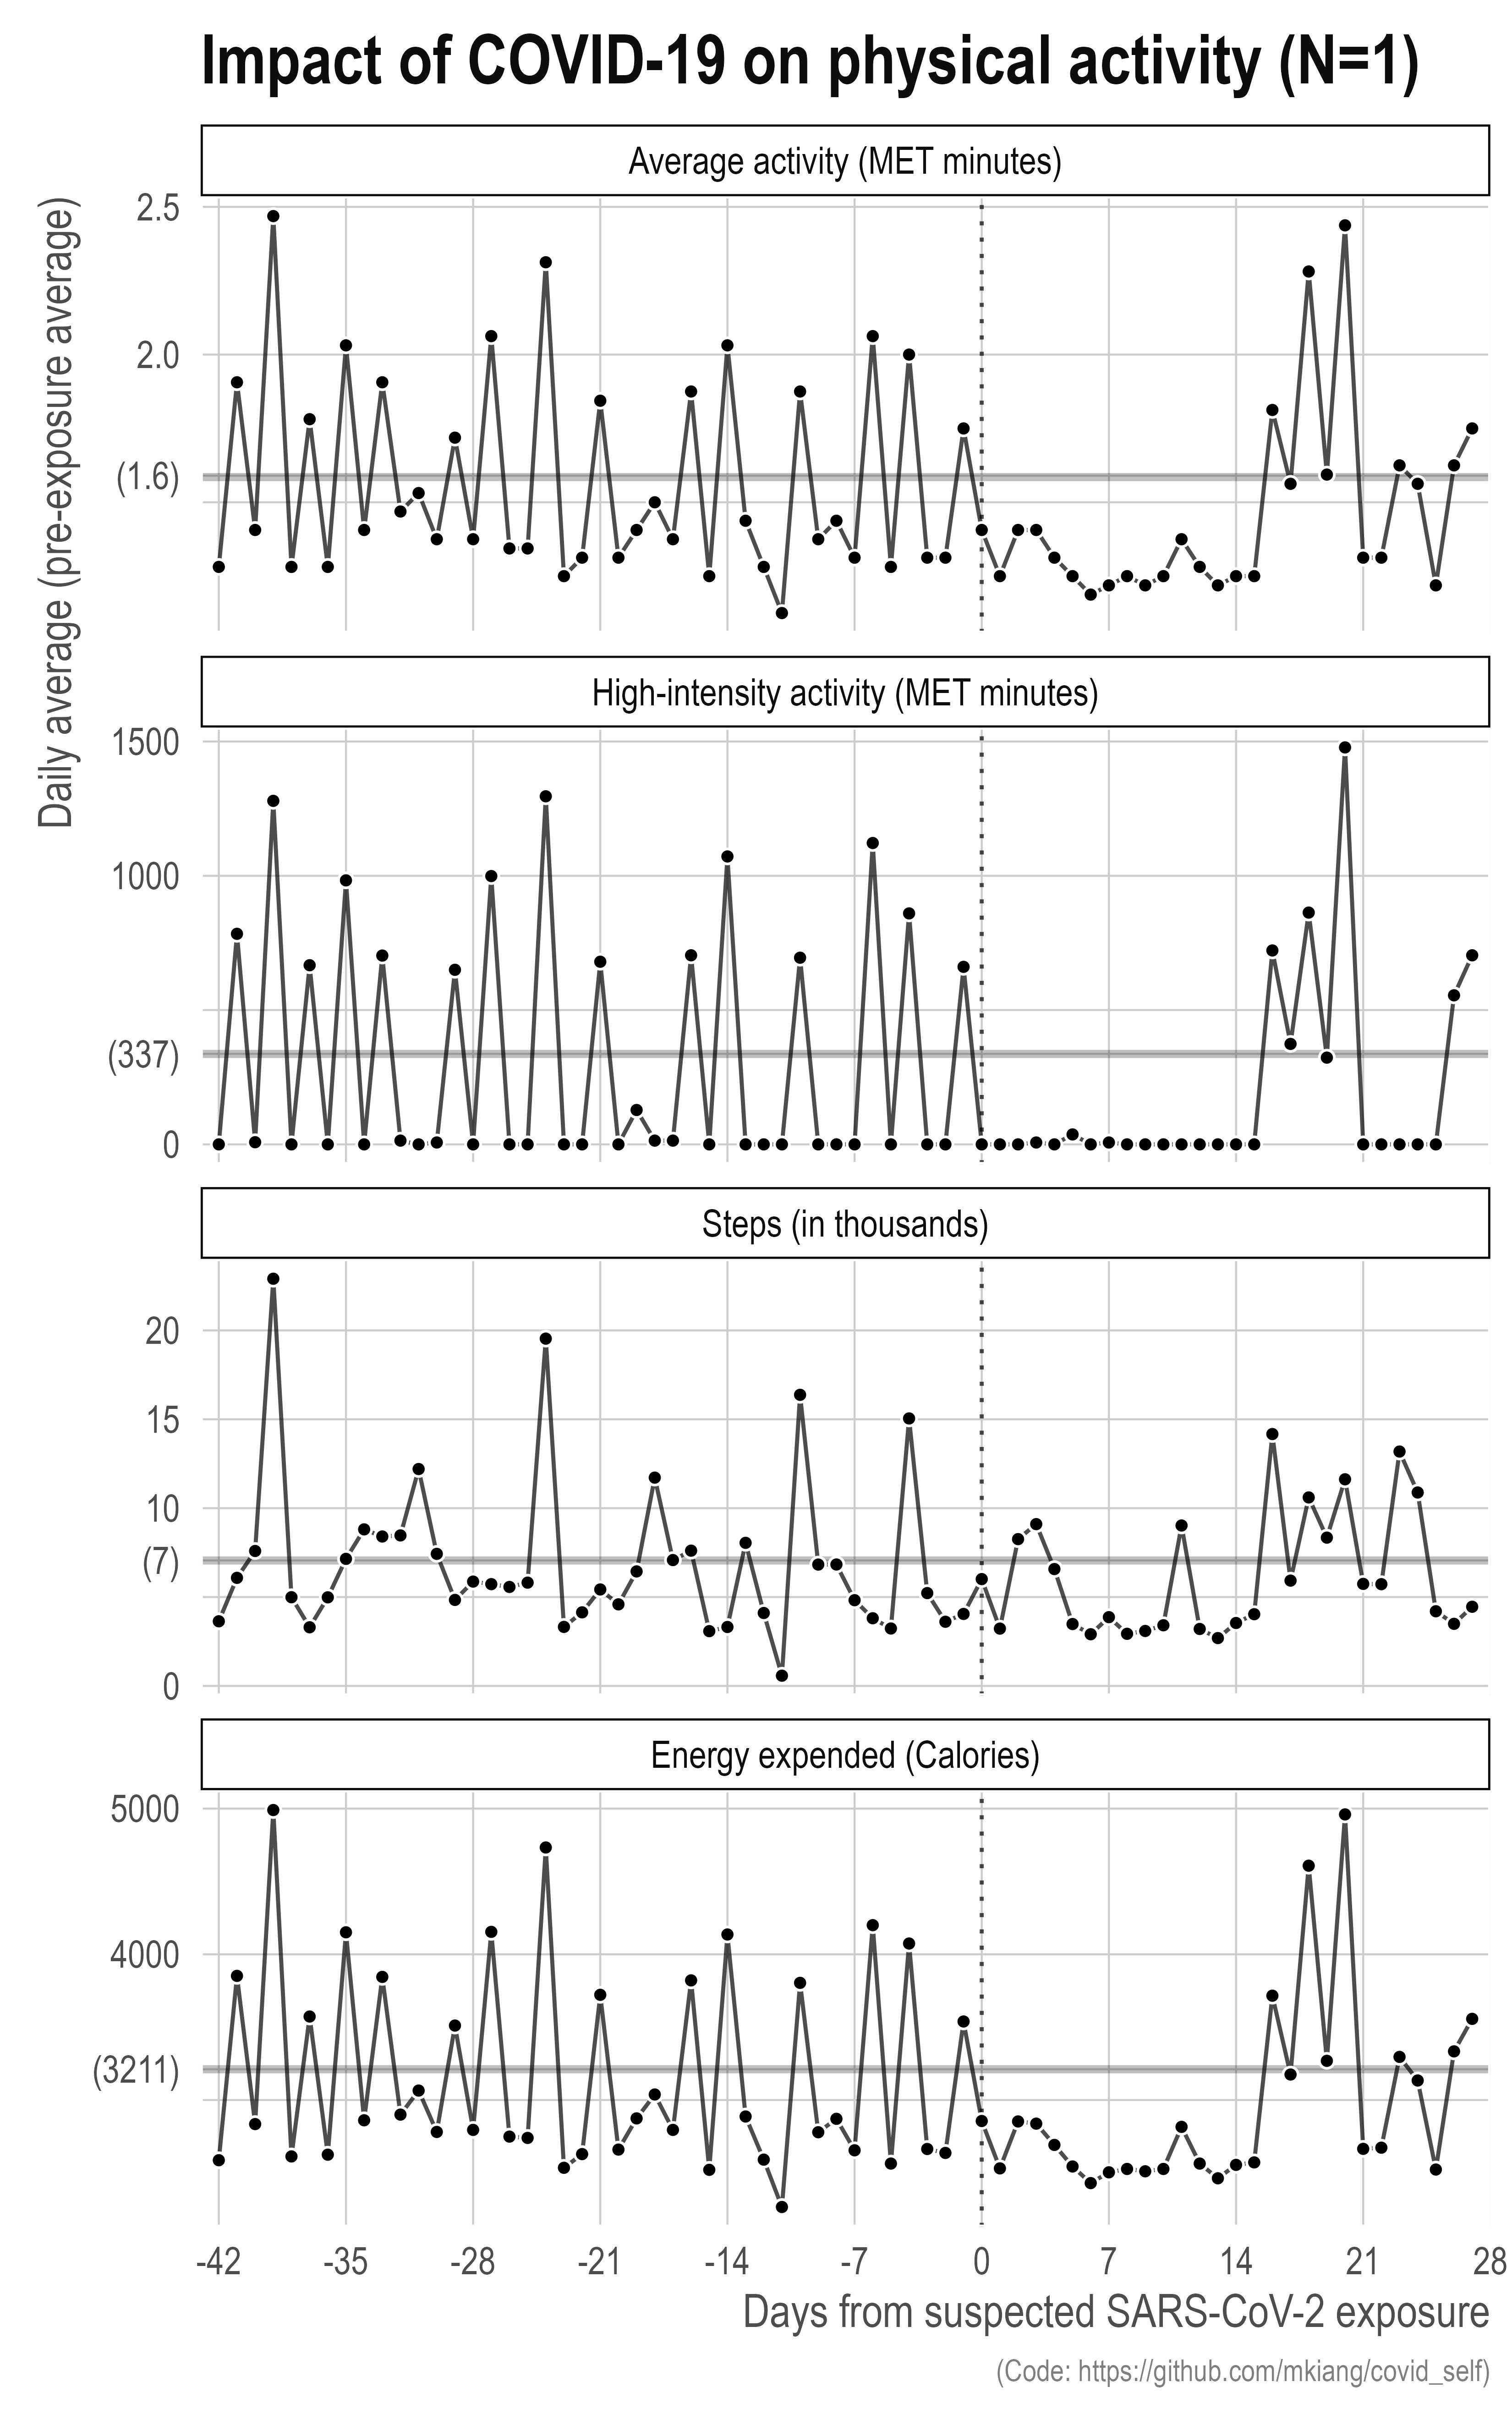 Impact of COVID-19 on physical activity (N=1)
Daily average (pre-exposure average)
Average activity (MET minutes)
2.5
2.0
(1.6)
High-intensity activity (MET minutes)
1500
1000
(337)
0
Steps (in thousands)
20
15
10
(7)
0
Energy expended (Calories)
5000
4000
(3211)
-42 -35 -28 -21 -14 -7 0 7 14 21 28
Days from suspected SARS-CoV-2 exposure
(Code: https://github.com/mkiang/covid_self)